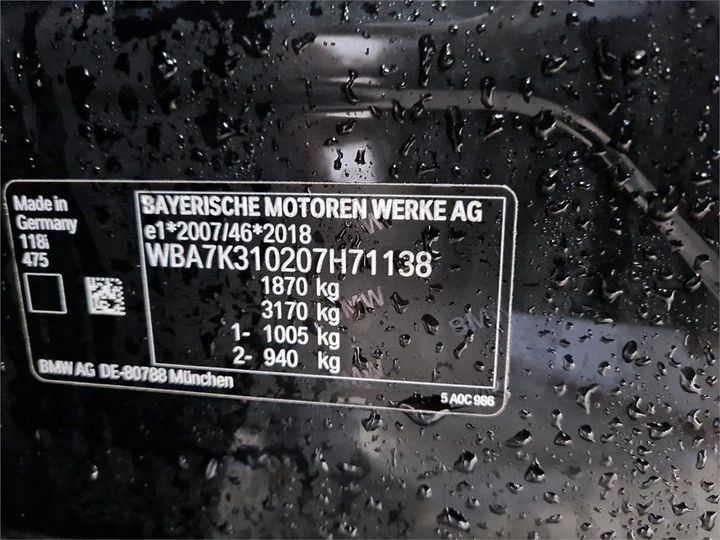 Made in
Germany
118i
475
BAYERISCHE MOTOREN WERKE AG
e1*2007/46*2018
WBA7K310207H71138
1870 kg
3170 kg
1- 1005 kg
2- 940 kg
BMW AG DE-80788 München
5 A0C 986